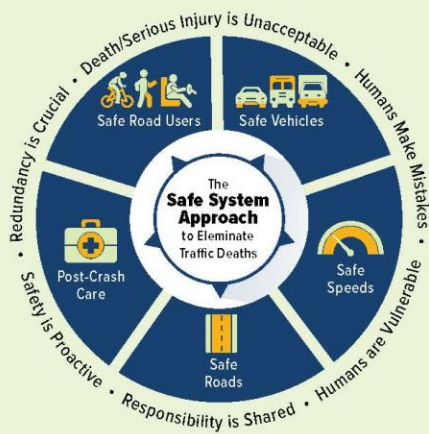 Death/Serious Injury is Unacceptable •
Humans Make Mistakes •
Humans are Vulnerable •
Responsibility is Shared •
Safety is Proactive •
Redundancy is Crucial •
Safe Road Users
Safe Vehicles
The
Safe System
Approach
to Eleminate
Traffic Deaths
Post-Crash
Care
Safe
Speeds
Safe
Roads